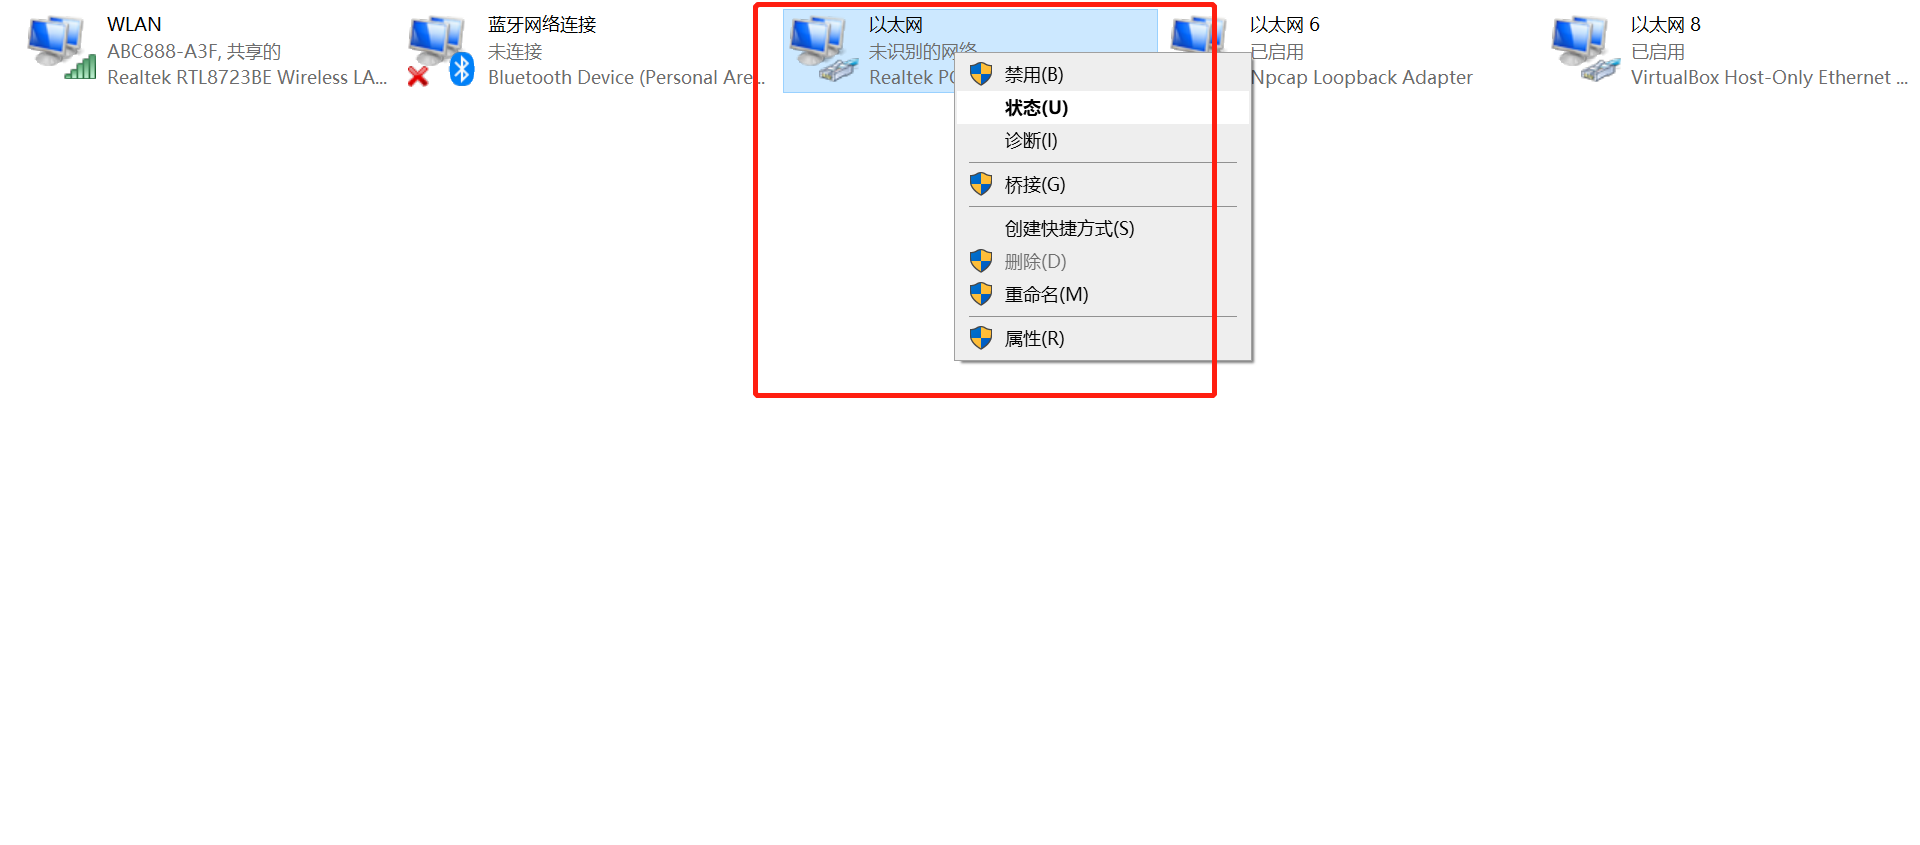 WLAN
ABC888-A3F, 共享的
Realtek RTL8723BE Wireless LA...
蓝牙网络连接
未连接
Bluetooth Device (Personal Are...
以太网
未识别的网络
Realtek PC
以太网 6
已启用
Npcap Loopback Adapter
以太网 8
已启用
VirtualBox Host-Only Ethernet ...
禁用(B)
状态(U)
诊断(I)
桥接(G)
创建快捷方式(S)
删除(D)
重命名(M)
属性(R)